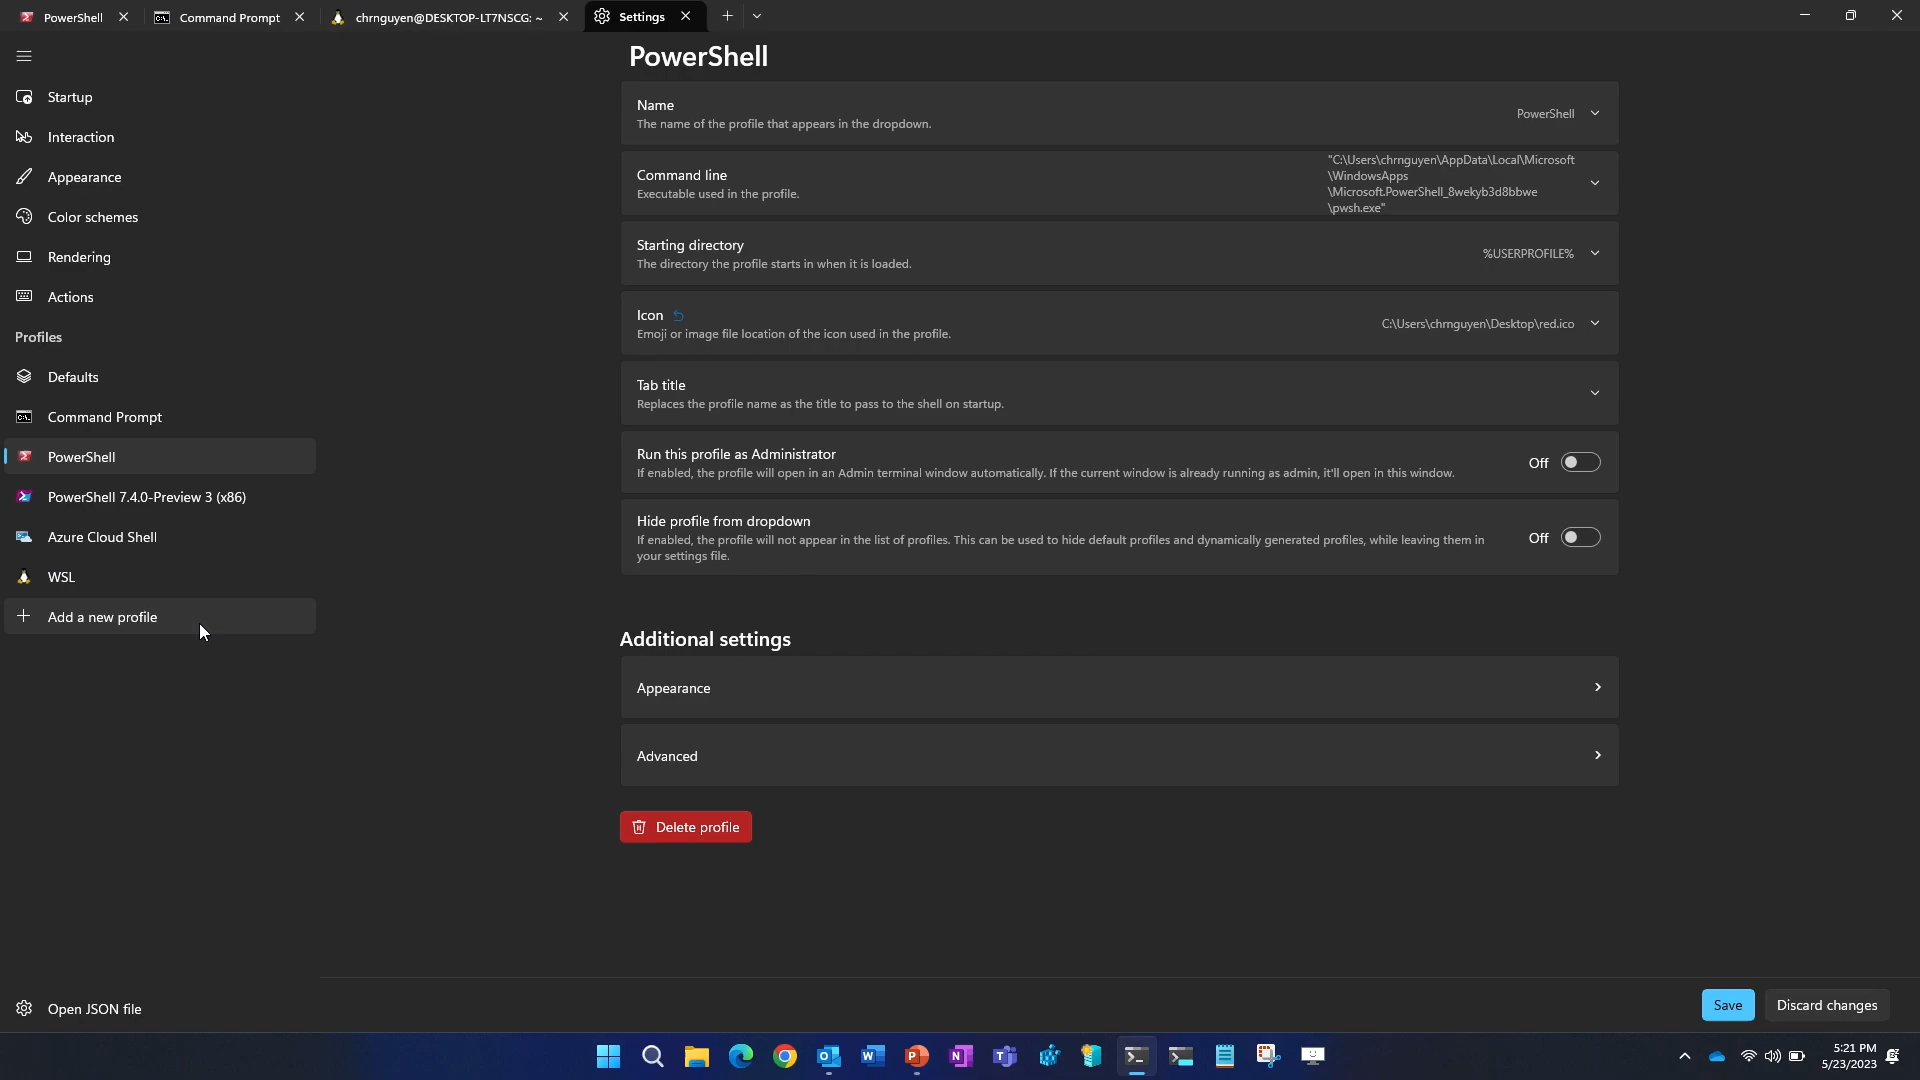 PowerShell
Command Prompt
chrnguyen@DESKTOP-LT7NSCG: ~
Settings
PowerShell
Startup
Interaction
Appearance
Color schemes
Rendering
Actions
Profiles
Defaults
Command Prompt
PowerShell
PowerShell 7.4.0-Preview 3 (x86)
Azure Cloud Shell
WSL
Add a new profile
Open JSON file
Name
The name of the profile that appears in the dropdown.
PowerShell
Command line
Executable used in the profile.
"C:\Users\chrnguyen\AppData\Local\Microsoft
\WindowsApps
\Microsoft.PowerShell_8wekyb3d8bbwe
\pwsh.exe"
Starting directory
The directory the profile starts in when it is loaded.
%USERPROFILE%
Icon
Emoji or image file location of the icon used in the profile.
C:\Users\chrnguyen\Desktop\red.ico
Tab title
Replaces the profile name as the title to pass to the shell on startup.
Run this profile as Administrator
If enabled, the profile will open in an Admin terminal window automatically. If the current window is already running as admin, it'll open in this window.
Off
Hide profile from dropdown
If enabled, the profile will not appear in the list of profiles. This can be used to hide default profiles and dynamically generated profiles, while leaving them in
your settings file.
Off
Additional settings
Appearance
Advanced
Delete profile
Save
Discard changes
5:21 PM
5/23/2023